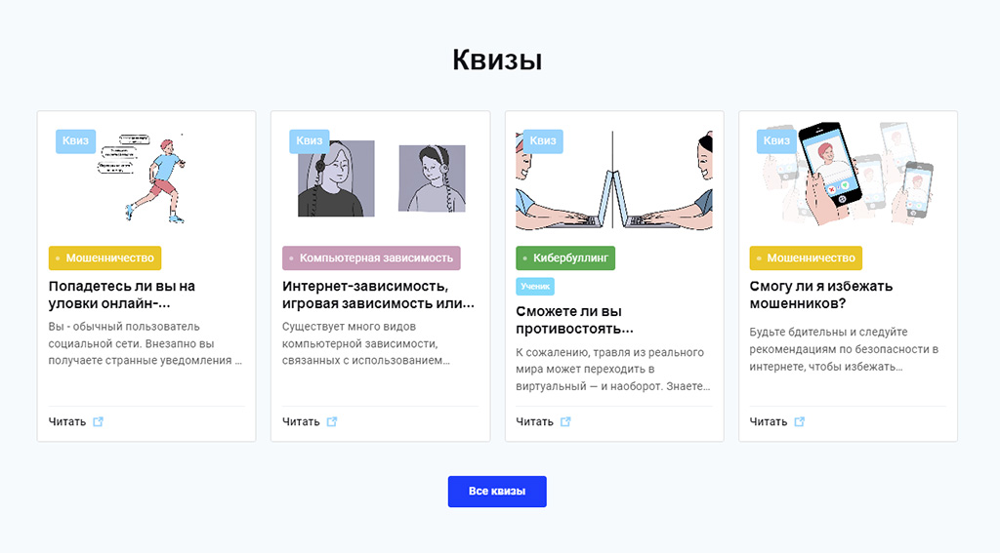 Квизы
Квиз
Мошенничество
Попадетесь ли вы на
уловки онлайн-...
Вы - обычный пользователь
социальной сети. Внезапно вы
получаете странные уведомления ...
Читать
Квиз
Компьютерная зависимость
Интернет-зависимость,
игровая зависимость или...
Существует много видов
компьютерной зависимости,
связанных с использованием...
Читать
Квиз
Кибербуллинг
Ученик
Сможете ли вы
противостоять...
К сожалению, травля из реального
мира может переходить в
виртуальный — и наоборот. Знаете...
Читать
Квиз
Мошенничество
Смогу ли я избежать
мошенников?
Будьте бдительны и следуйте
рекомендациям по безопасности в
интернете, чтобы избежать...
Читать
Все квизы